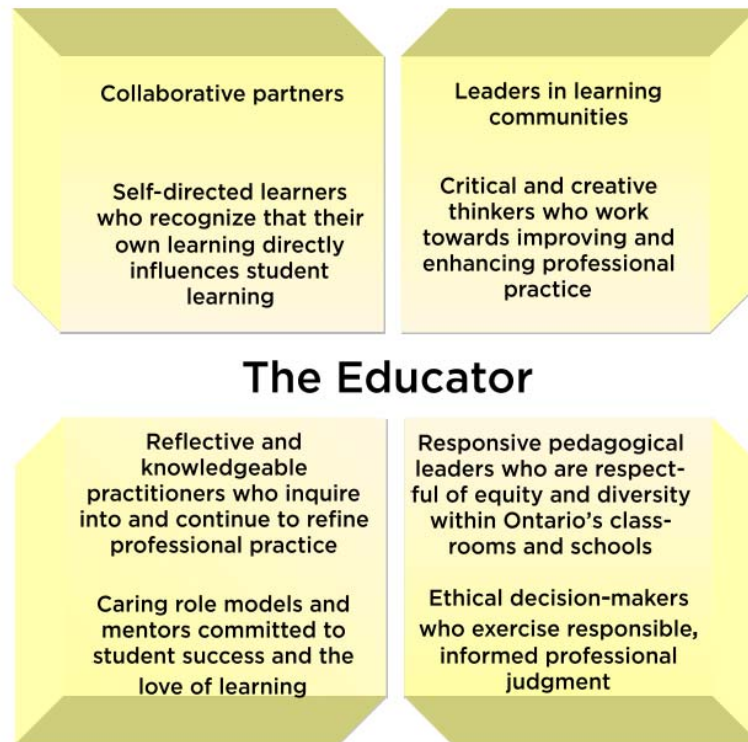 Collaborative partners
Self-directed learners
who recognize that their
own learning directly
influences student
learning
Leaders in learning
communities
Critical and creative
thinkers who work
towards improving and
enhancing professional
practice
The Educator
Reflective and
knowledgeable
practitioners who inquire
into and continue to refine
professional practice
Caring role models and
mentors committed to
student success and the
love of learning
Responsive pedagogical
leaders who are respect-
ful of equity and diversity
within Ontario's class-
rooms and schools
Ethical decision-makers
who exercise responsible,
informed professional
judgment